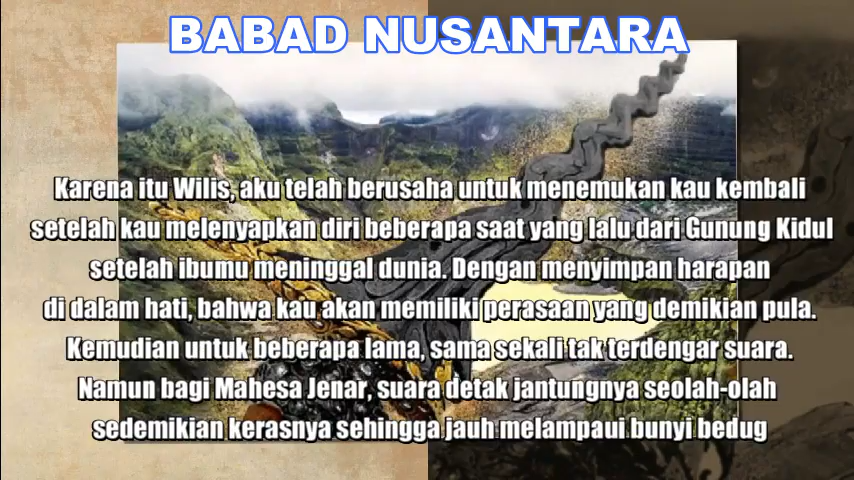 BABAD NUSANTARA
Karena itu Wilis, aku telah berusaha untuk menemukan kau kembali
setelah kau melenyapkan diri beberapa saat yang lalu dari Gunung Kidul
setelah ibumu meninggal dunia. Dengan menyimpan harapan
di dalam hati, bahwa kau akan memiliki perasaan yang demikian pula.
Kemudian untuk beberapa lama, sama sekali tak terdengar suara.
Namun bagi Mahesa Jenar, suara detak jantungnya seolah-olah
sedemikian kerasnya sehingga jauh melampaui bunyi bedug